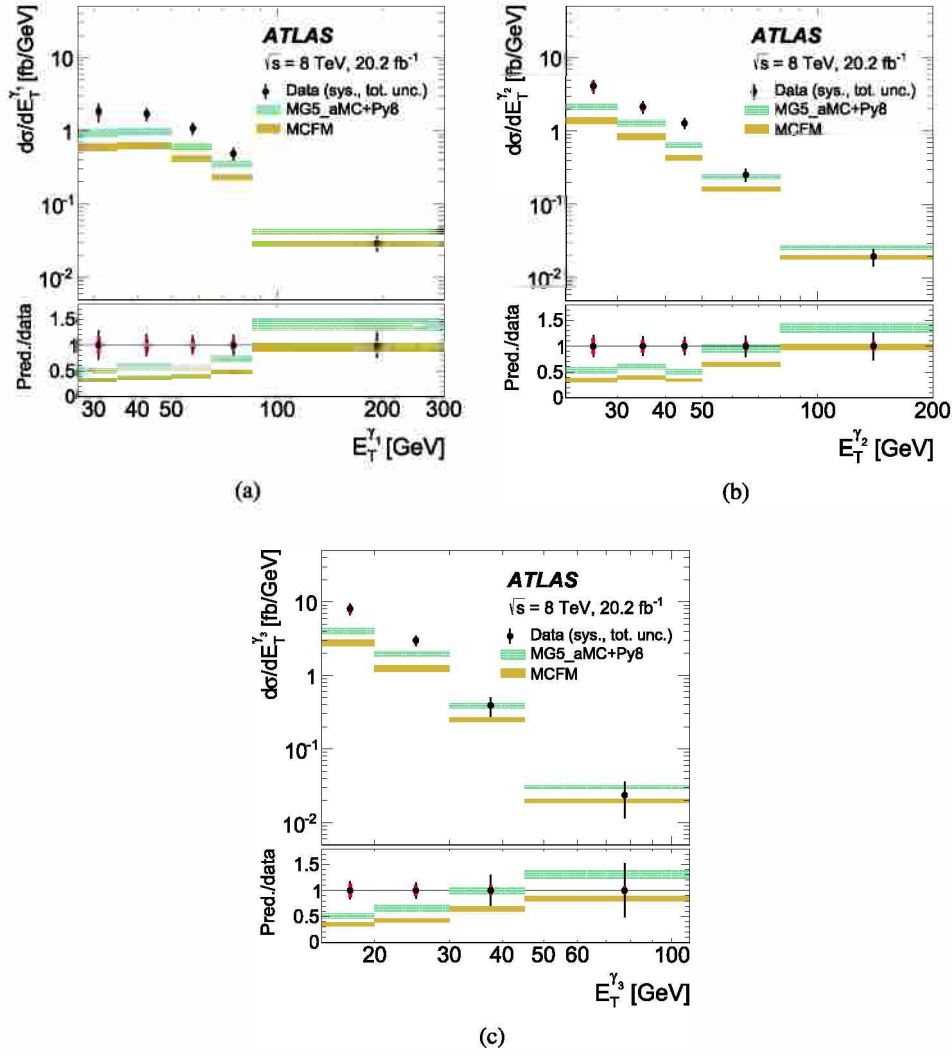 ATLAS
√s = 8 TeV, 20.2 fb⁻¹
Data (sys., tot. unc.)
MG5_aMC+Py8
MCFM
dσ/dE_T^γ₁ [fb/GeV]
10
1
10⁻¹
10⁻²
Pred./data
1.5
1
0.5
0
30 40 50 100 200 300
E_T^γ₁ [GeV]
(a)
ATLAS
√s = 8 TeV, 20.2 fb⁻¹
Data (sys., tot. unc.)
MG5_aMC+Py8
MCFM
dσ/dE_T^γ₂ [fb/GeV]
10
1
10⁻¹
10⁻²
Pred./data
1.5
1
0.5
0
30 40 50 100 200
E_T^γ₂ [GeV]
(b)
ATLAS
√s = 8 TeV, 20.2 fb⁻¹
Data (sys., tot. unc.)
MG5_aMC+Py8
MCFM
dσ/dE_T^γ₃ [fb/GeV]
10
1
10⁻¹
10⁻²
Pred./data
1.5
1
0.5
0
20 30 40 50 60 100
E_T^γ₃ [GeV]
(c)